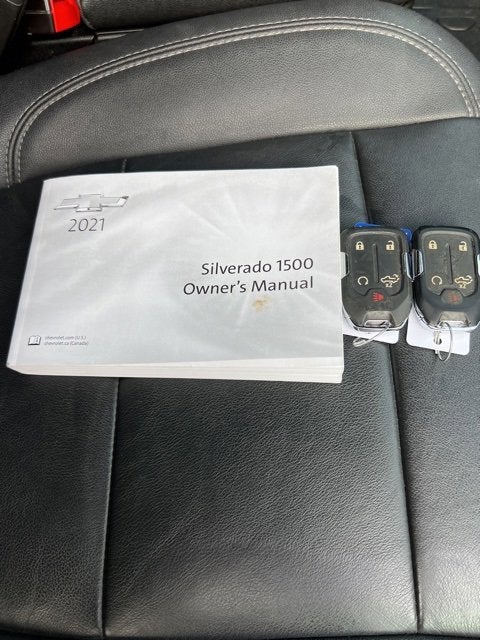 2021
Silverado 1500
Owner's Manual
chevrolet.com (U.S.)
chevrolet.ca (Canada)